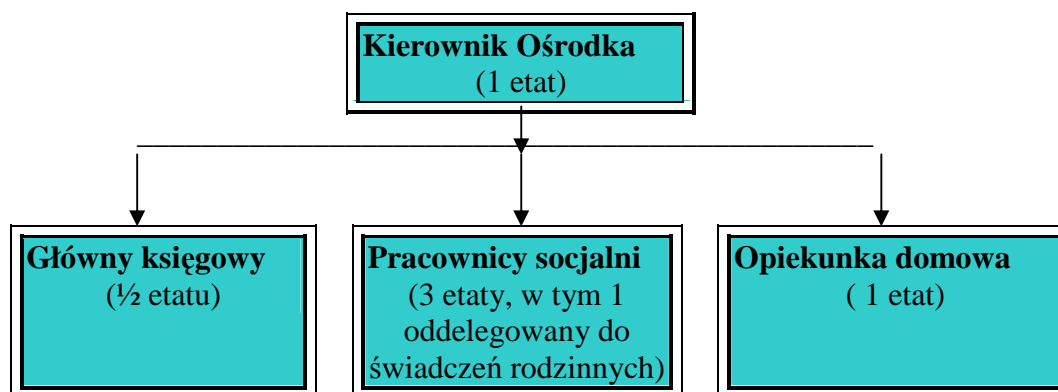 Kierownik Ośrodka
(1 etat)
Główny księgowy
(½ etatu)
Pracownicy socjalni
(3 etaty, w tym 1
oddelegowany do
świadczeń rodzinnych)
Opiekunka domowa
( 1 etat)